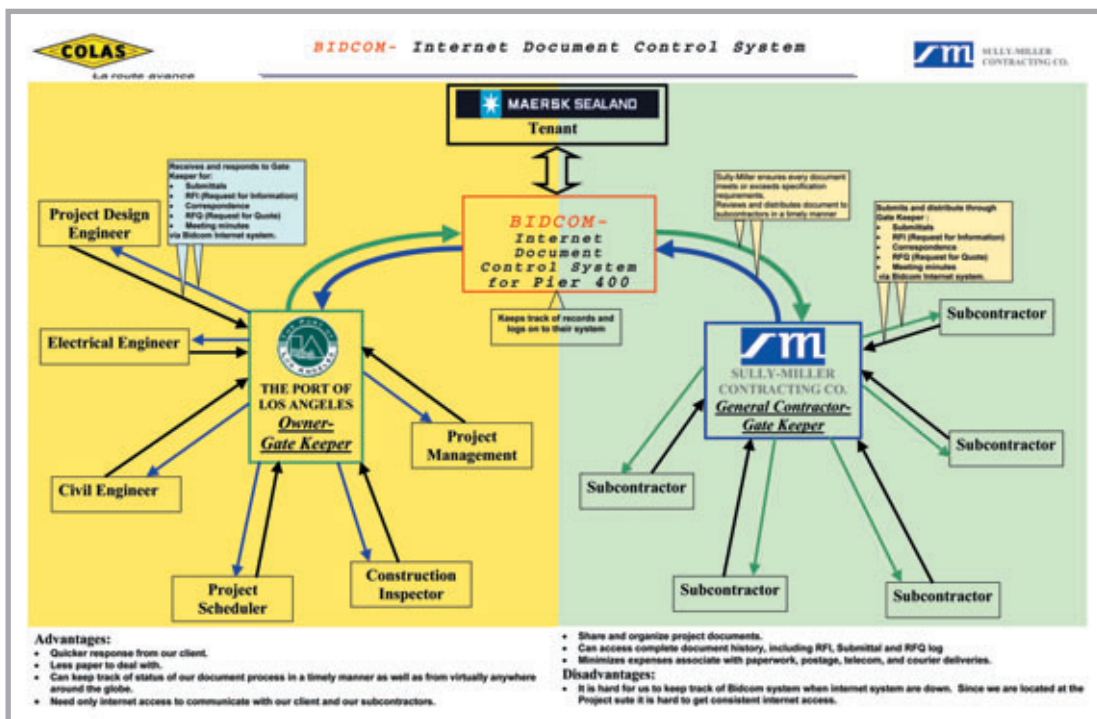 COLAS
La route avance
BIDCOM- Internet Document Control System
sm
SULLY-MILLER
CONTRACTING CO.
MAERSK SEALAND
Tenant
Receives and responds to Gate
Keeper for:
• Submittals
• RFI (Request for Information)
• Correspondence
• RFQ (Request for Quote)
• Meeting minutes
via Bidcom Internet system.
Project Design
Engineer
BIDCOM-
Internet
Document
Control System
for Pier 400
Sully-Miller ensures every document
meets or exceeds specification
requirements.
Reviews and distributes document to
subcontractors in a timely manner
Submits and distribute through
Gate Keeper :
• Submittals
• RFI (Request for Information)
• Correspondence
• RFQ (Request for Quote)
• Meeting minutes
via Bidcom Internet system.
Keeps track of records and
logs on to their system
Electrical Engineer
THE PORT OF
LOS ANGELES
THE PORT OF
LOS ANGELES
Owner-
Gate Keeper
sm
SULLY-MILLER
CONTRACTING CO.
General Contractor-
Gate Keeper
Subcontractor
Project
Management
Subcontractor
Civil Engineer
Subcontractor
Project
Scheduler
Construction
Inspector
Subcontractor
Subcontractor
Advantages:
• Quicker response from our client.
• Less paper to deal with.
• Can keep track of status of our document process in a timely manner as well as from virtually anywhere
around the globe.
• Need only internet access to communicate with our client and our subcontractors.
• Share and organize project documents.
• Can access complete document history, including RFI, Submittal and RFQ log
• Minimizes expenses associate with paperwork, postage, telecom, and courier deliveries.
Disadvantages:
• It is hard for us to keep track of Bidcom system when internet system are down. Since we are located at the
Project sute it is hard to get consistent internet access.